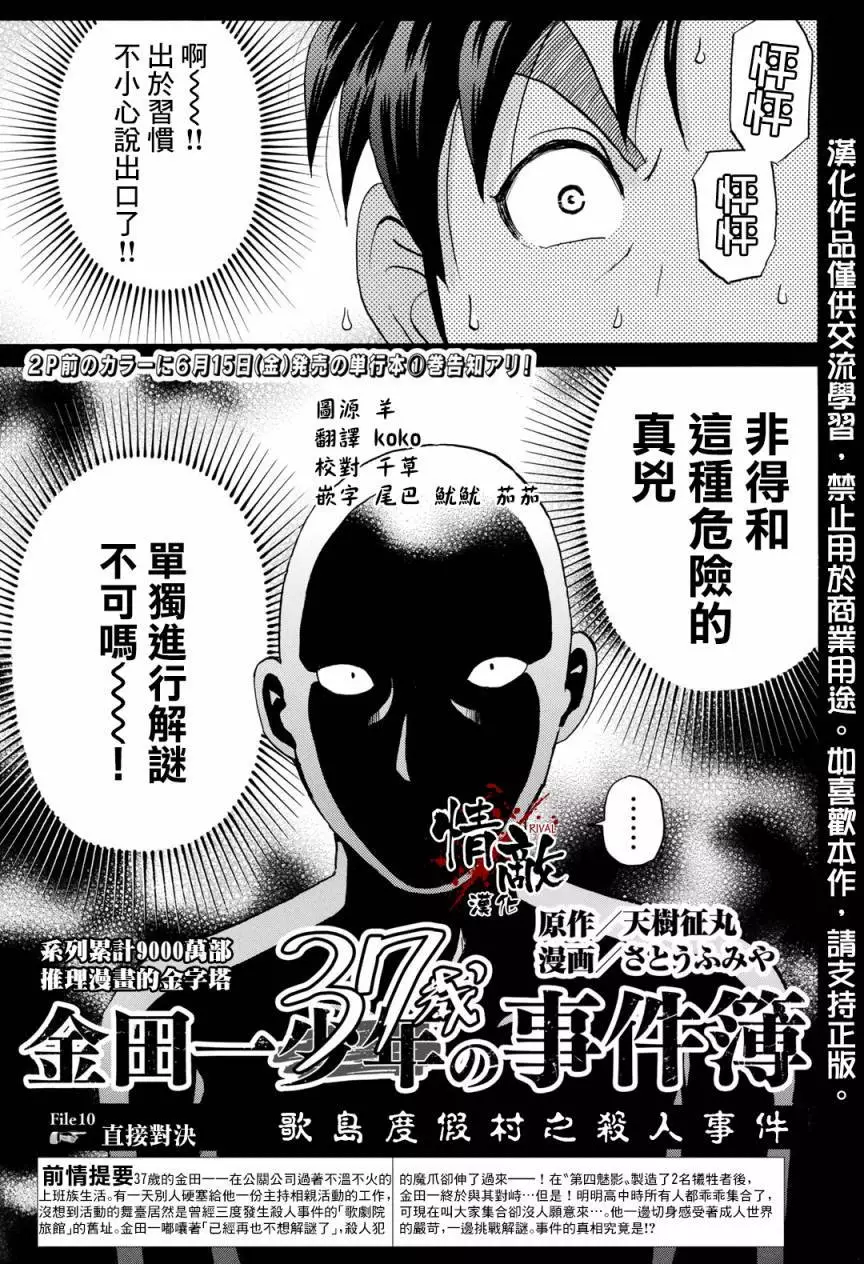 怦怦
怦怦
啊~~~!!
出於習慣
不小心說出口了!!
2P前のカラーに6月15日(金)発売の単行本①巻告知アリ!
圖源 羊
翻譯 koko
校對 千草
嵌字 尾巴 魷魷 茄茄
非得和
這種危險的
真兇
單獨進行解謎
不可嗎~~~!
……
情敵
RIVAL
漢化
原作/天樹征丸
漫画/さとうふみや
系列累計9000萬部
推理漫畫的金字塔
金田一少年の事件簿
37歲
File10
直接對決
歌島度假村之殺人事件
前情提要 37歲的金田一一在公關公司過著不溫不火的
上班族生活。有一天別人硬塞給他一份主持相親活動的工作,
沒想到活動的舞臺居然是曾經三度發生殺人事件的「歌劇院
旅館」的舊址。金田一嘟嚷著「已經再也不想解謎了」,殺人犯
的魔爪卻伸了過來——!在〝第四魅影〟製造了2名犧牲者後,
金田一終於與其對峙…但是!明明高中時所有人都乖乖集合了,
可現在叫大家集合卻沒人願意來…。他一邊切身感受著成人世界
的嚴苛,一邊挑戰解謎。事件的真相究竟是!?
漢化作品僅供交流學習,禁止用於商業用途。如喜歡本作,請支持正版。